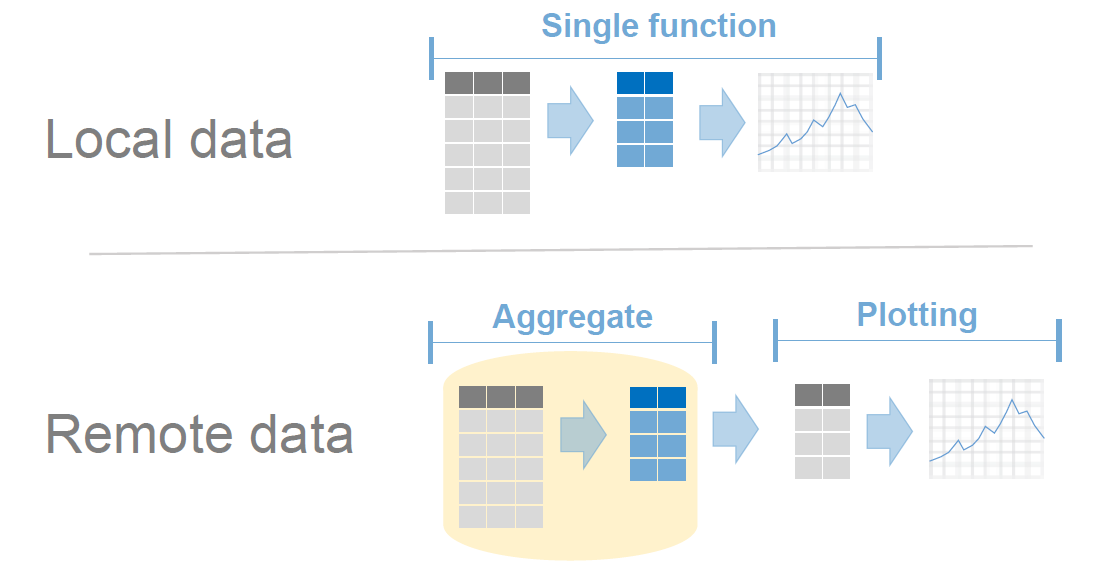 Single function
Local data
Aggregate
Plotting
Remote data